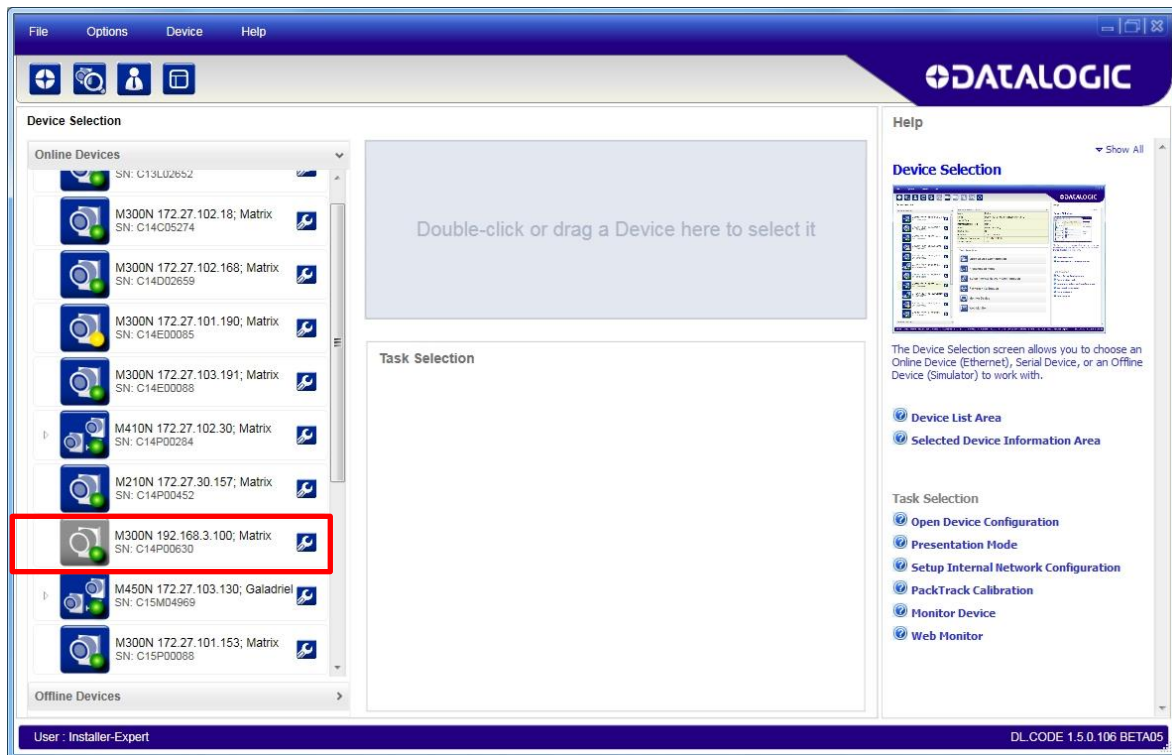 File Options Device Help
DATALOGIC
Device Selection
Online Devices
SN: C13L02652
M300N 172.27.102.18; Matrix
SN: C14C05274
M300N 172.27.102.168; Matrix
SN: C14D02659
M300N 172.27.101.190; Matrix
SN: C14E00085
M300N 172.27.103.191; Matrix
SN: C14E00088
M410N 172.27.102.30; Matrix
SN: C14P00284
M210N 172.27.30.157; Matrix
SN: C14P00452
M300N 192.168.3.100; Matrix
SN: C14P00630
M450N 172.27.103.130; Galadriel
SN: C15M04969
M300N 172.27.101.153; Matrix
SN: C15P00088
Offline Devices
Double-click or drag a Device here to select it
Task Selection
Help
Show All
Device Selection
The Device Selection screen allows you to choose an
Online Device (Ethernet), Serial Device, or an Offline
Device (Simulator) to work with.
Device List Area
Selected Device Information Area
Task Selection
Open Device Configuration
Presentation Mode
Setup Internal Network Configuration
PackTrack Calibration
Monitor Device
Web Monitor
User : Installer-Expert
DL.CODE 1.5.0.106 BETA05